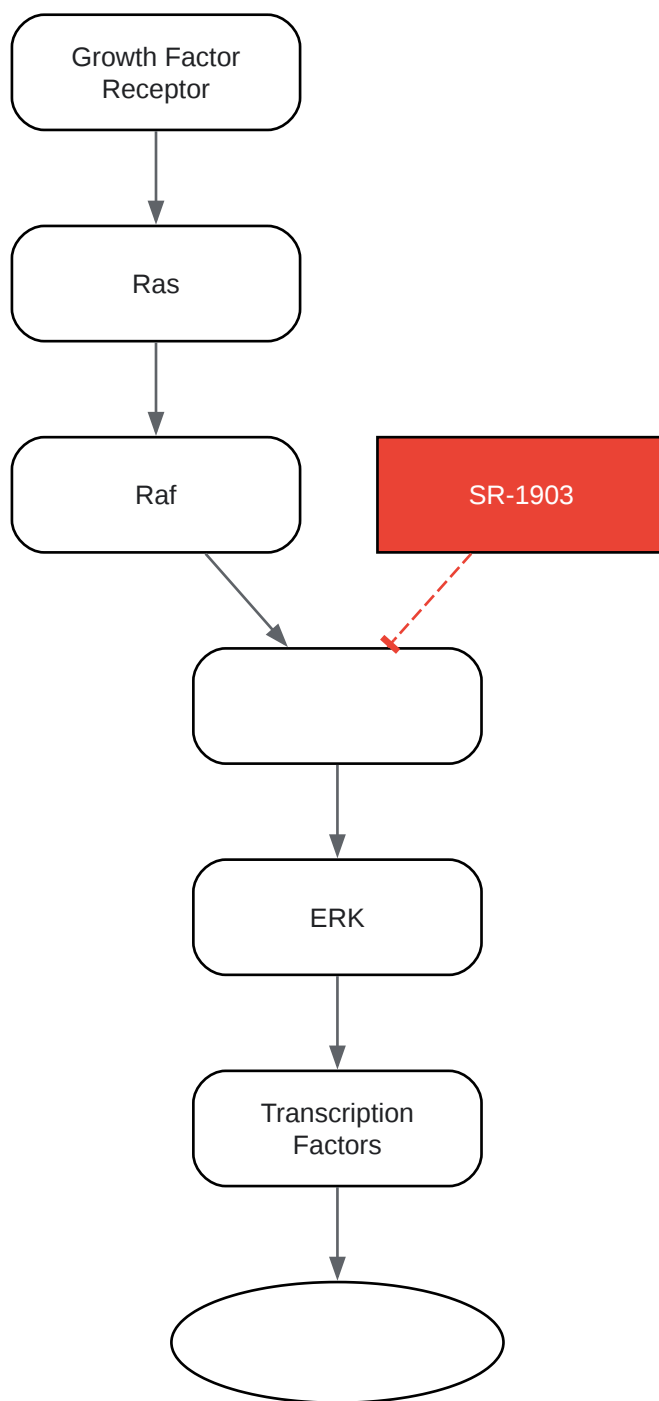 Growth Factor
Receptor
Ras
Raf
SR-1903
ERK
Transcription
Factors